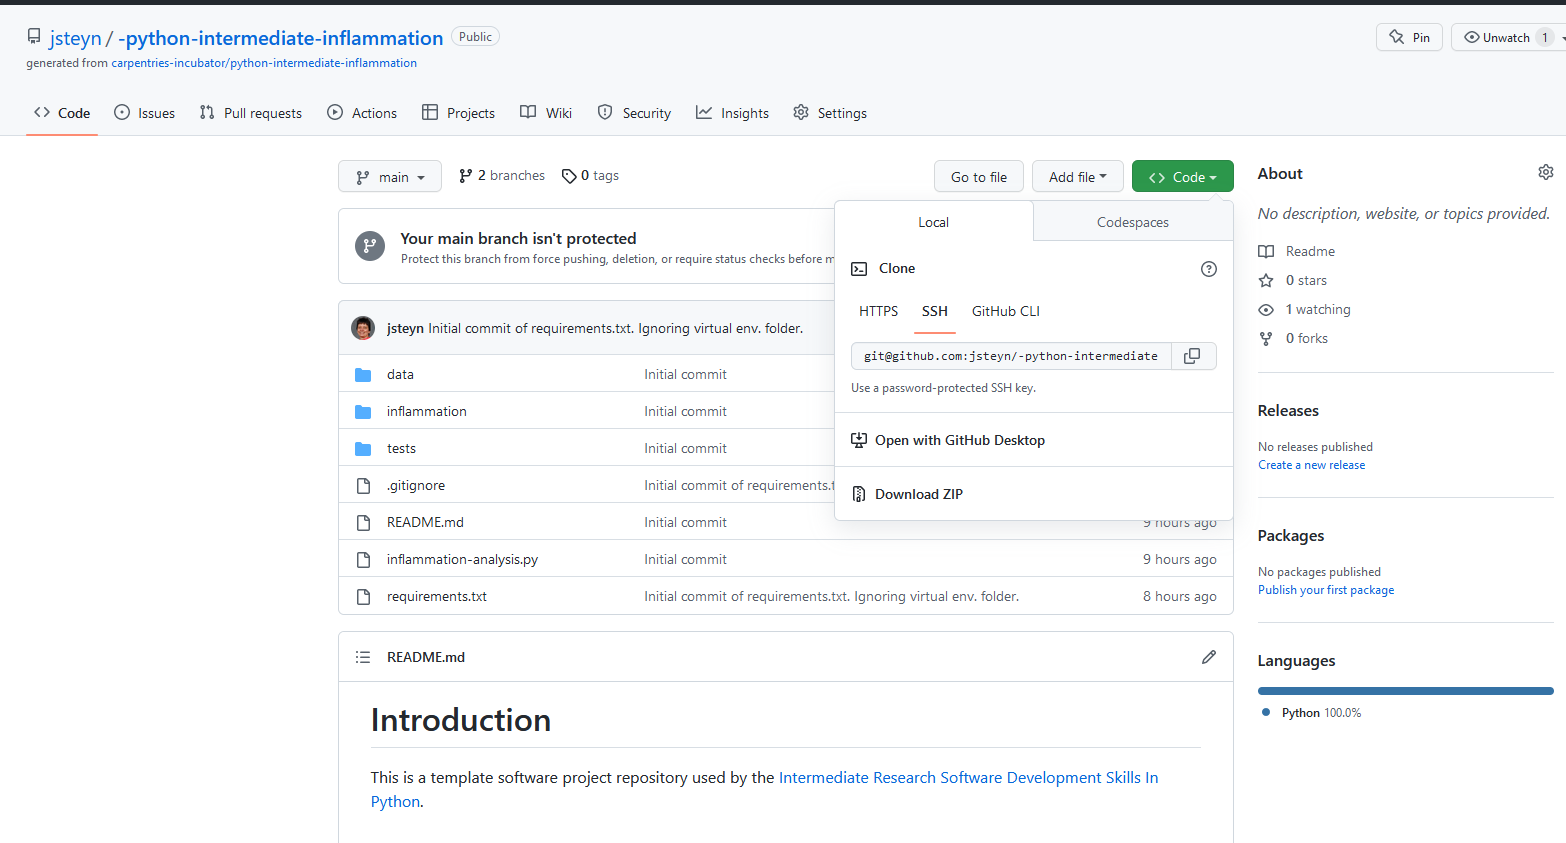 jsteyn / -python-intermediate-inflammation Public
Pin
Unwatch 1
generated from carpentries-incubator/python-intermediate-inflammation
Code Issues Pull requests Actions Projects Wiki Security Insights Settings
main 2 branches 0 tags
Go to file Add file Code
Your main branch isn't protected
Protect this branch from force pushing, deletion, or require status checks before
jsteyn Initial commit of requirements.txt. Ignoring virtual env. folder.
data Initial commit
inflammation Initial commit
tests Initial commit
.gitignore Initial commit of requirements.
README.md Initial commit 9 hours ago
inflammation-analysis.py Initial commit 9 hours ago
requirements.txt Initial commit of requirements.txt. Ignoring virtual env. folder. 8 hours ago
Local Codespaces
Clone
HTTPS SSH GitHub CLI
git@github.com:jsteyn/-python-intermediate
Use a password-protected SSH key.
Open with GitHub Desktop
Download ZIP
README.md
Introduction
This is a template software project repository used by the Intermediate Research Software Development Skills In
Python.
About
No description, website, or topics provided.
Readme
0 stars
1 watching
0 forks
Releases
No releases published
Create a new release
Packages
No packages published
Publish your first package
Languages
Python 100.0%